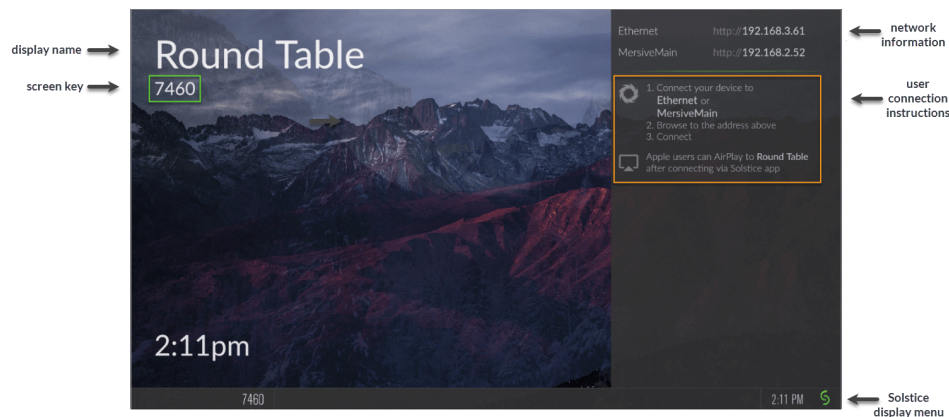 display name
Round Table
screen key
7460
2:11pm
Ethernet http://192.168.3.61
MersiveMain http://192.168.2.52
network
information
1. Connect your device to
Ethernet or
MersiveMain
2. Browse to the address above
3. Connect
Apple users can AirPlay to Round Table
after connecting via Solstice app
user
connection
instructions
7460
2:11 PM
Solstice
display menu